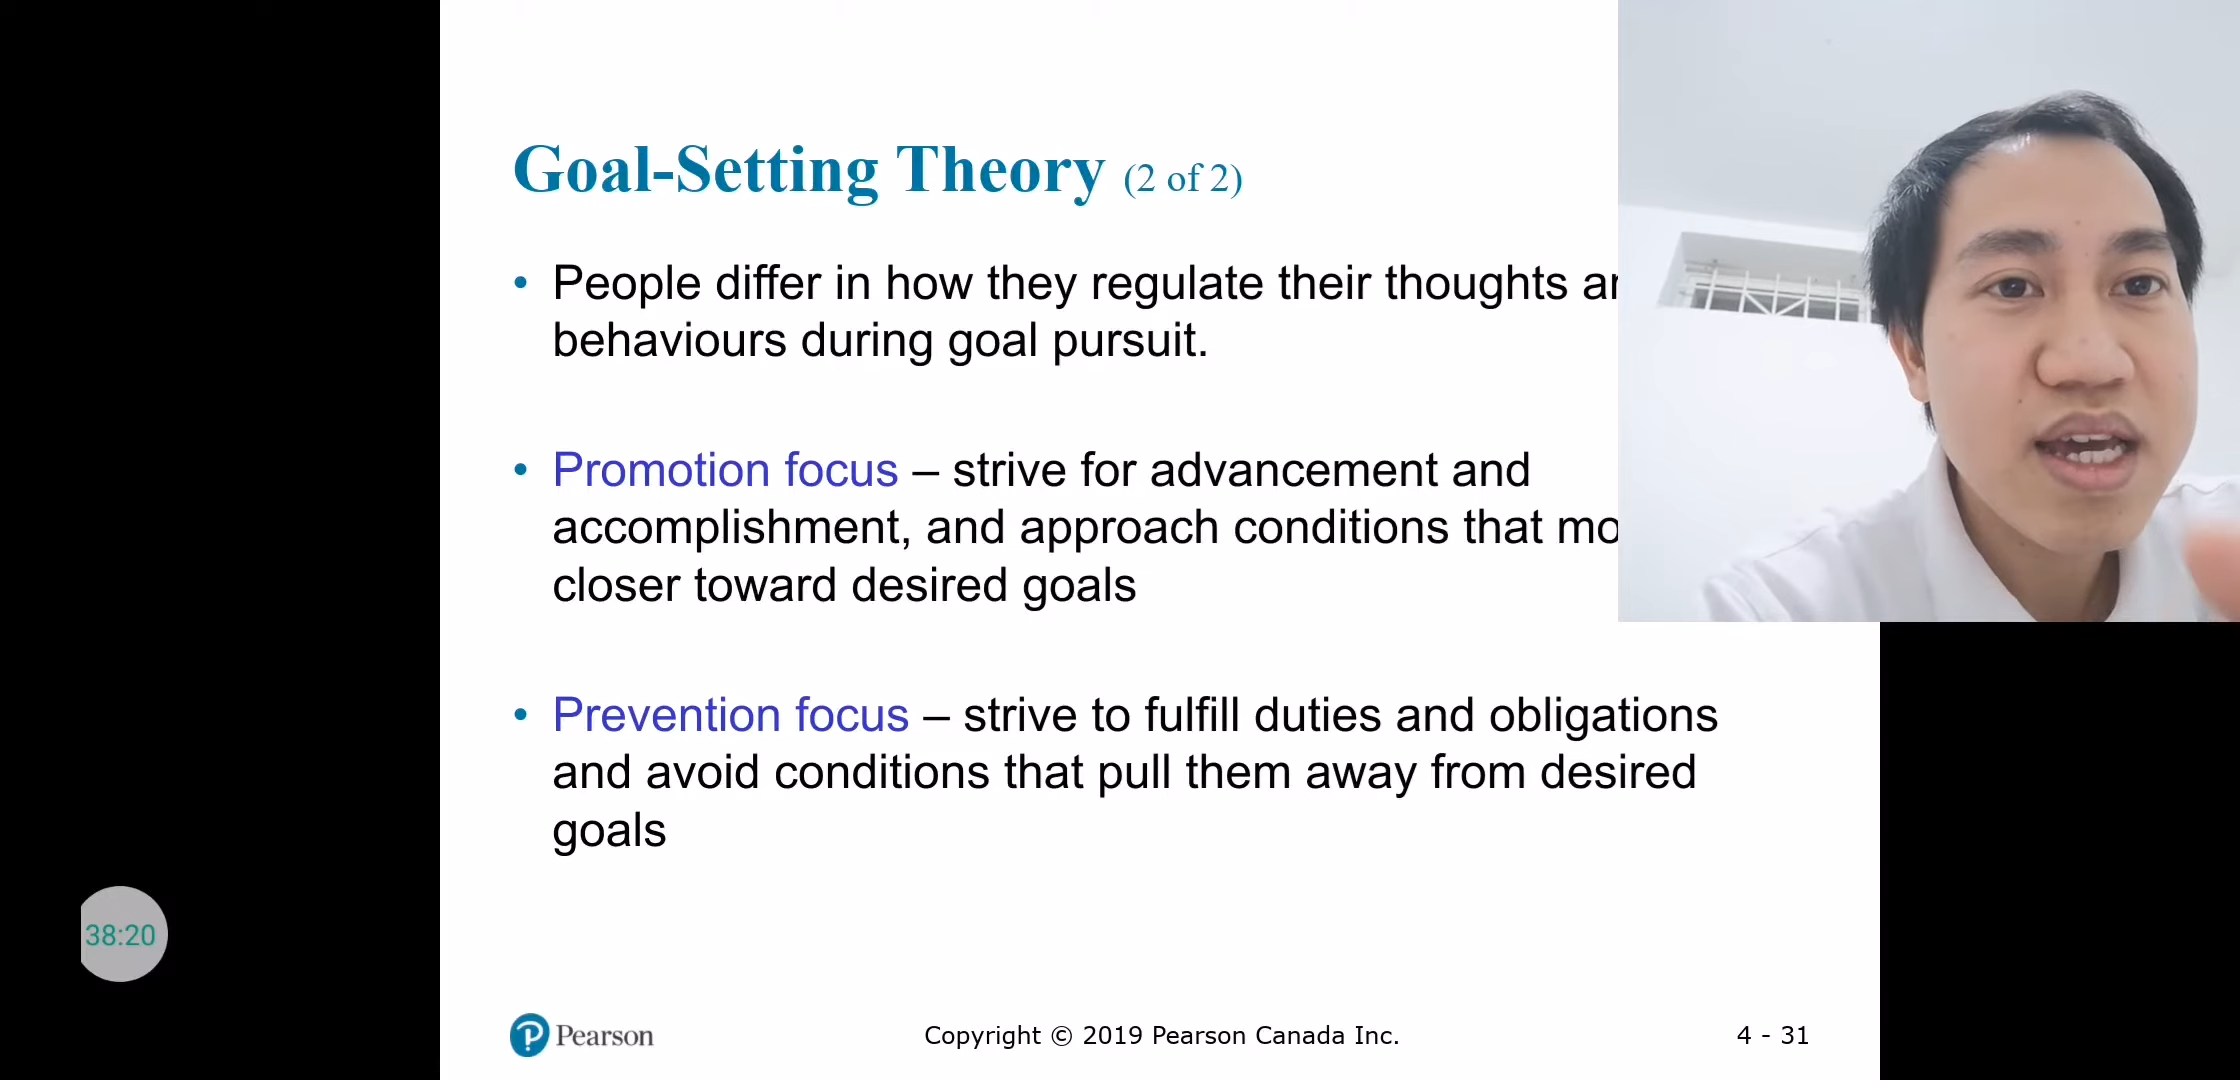 Goal-Setting Theory (2 of 2)
• People differ in how they regulate their thoughts
behaviours during goal pursuit.
• Promotion focus – strive for advancement and
accomplishment, and approach conditions that
closer toward desired goals
• Prevention focus – strive to fulfill duties and obligations
and avoid conditions that pull them away from desired
goals
38:20
Pearson
Copyright © 2019 Pearson Canada Inc.
4 - 31